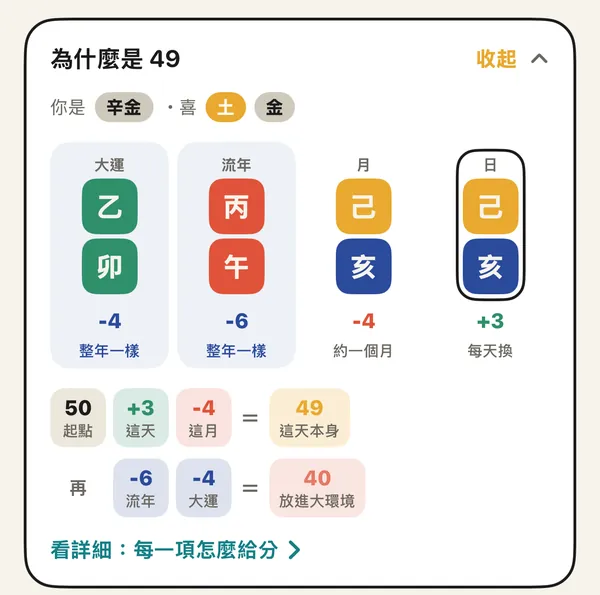 為什麼是 49 收起
你是 辛金 ・喜 土 金
大運 流年 月 日
乙 丙 己 己
卯 午 亥 亥
-4 -6 -4 +3
整年一樣 整年一樣 約一個月 每天換
50 +3 -4 = 49
起點 這天 這月 這天本身
再 -6 -4 = 40
流年 大運 放進大環境
看詳細：每一項怎麼給分